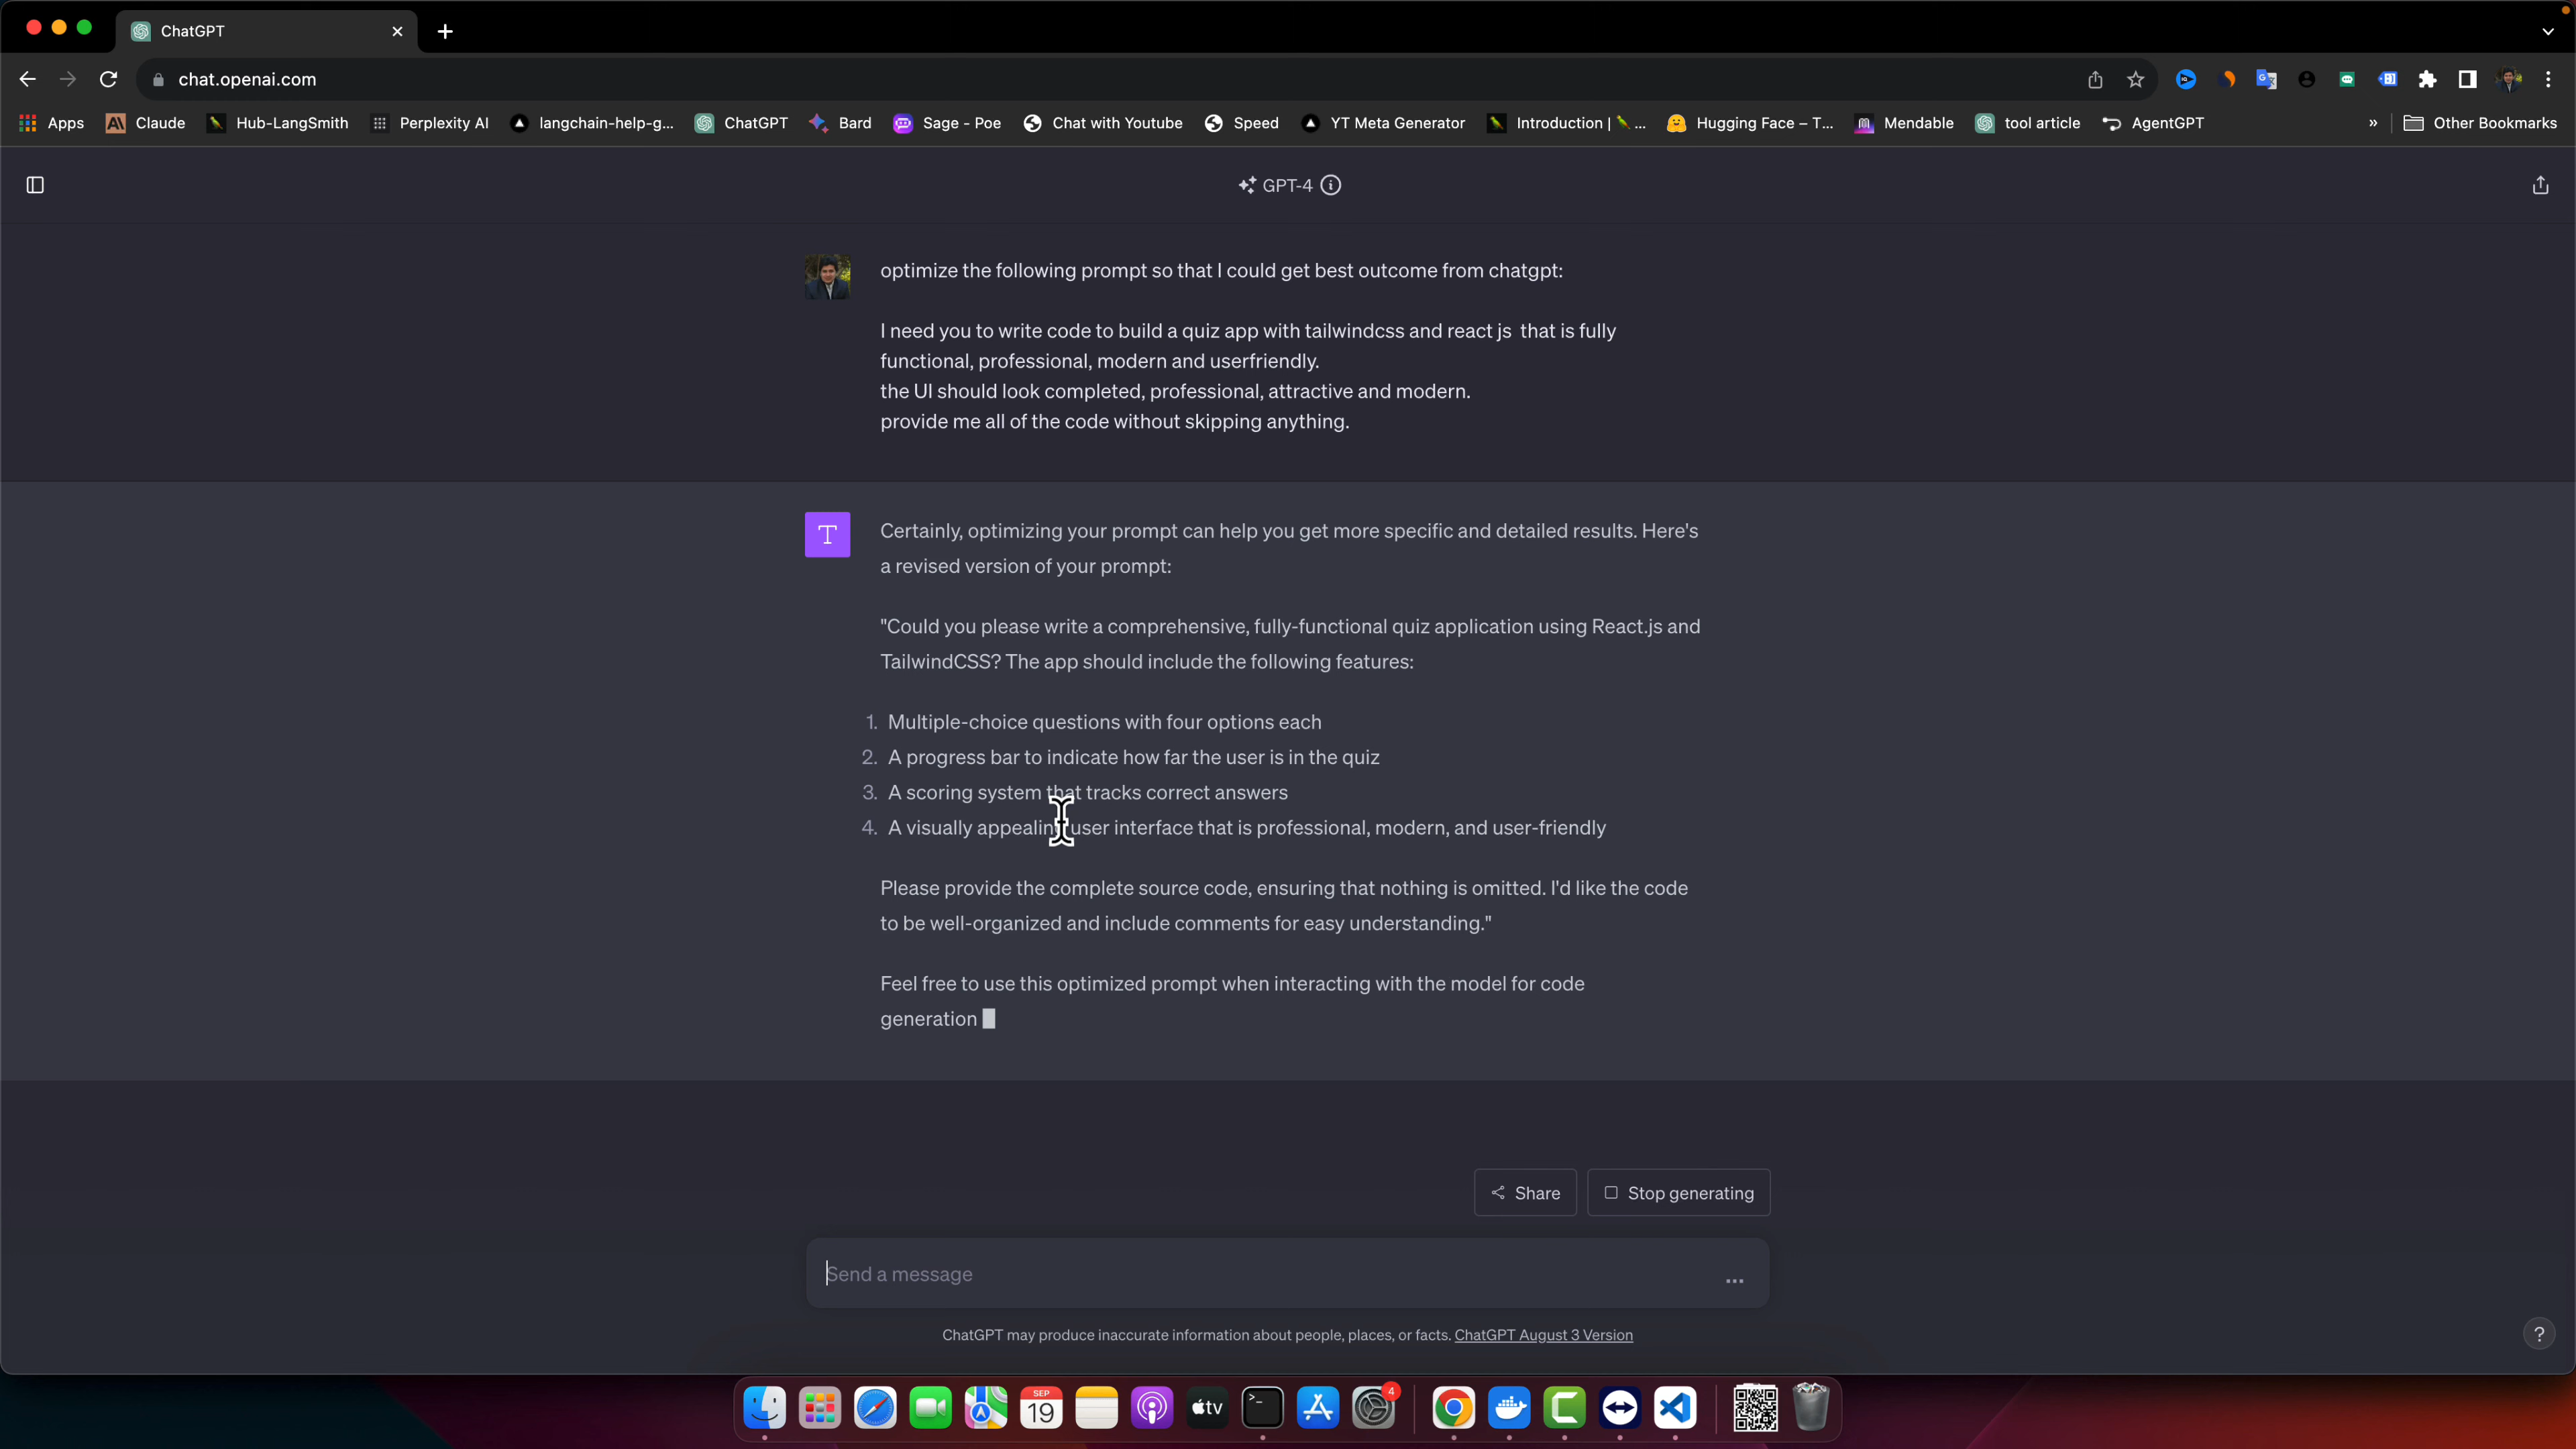 ChatGPT
chat.openai.com
Apps Claude Hub-LangSmith Perplexity AI langchain-help-g... ChatGPT Bard Sage - Poe Chat with Youtube Speed YT Meta Generator Introduction | ... Hugging Face – T... Mendable tool article AgentGPT » Other Bookmarks
GPT-4
optimize the following prompt so that I could get best outcome from chatgpt:
I need you to write code to build a quiz app with tailwindcss and react js that is fully
functional, professional, modern and userfriendly.
the UI should look completed, professional, attractive and modern.
provide me all of the code without skipping anything.
T
Certainly, optimizing your prompt can help you get more specific and detailed results. Here's
a revised version of your prompt:
"Could you please write a comprehensive, fully-functional quiz application using React.js and
TailwindCSS? The app should include the following features:
1. Multiple-choice questions with four options each
2. A progress bar to indicate how far the user is in the quiz
3. A scoring system that tracks correct answers
4. A visually appealing user interface that is professional, modern, and user-friendly
Please provide the complete source code, ensuring that nothing is omitted. I'd like the code
to be well-organized and include comments for easy understanding."
Feel free to use this optimized prompt when interacting with the model for code
generation
Share
Stop generating
Send a message
...
ChatGPT may produce inaccurate information about people, places, or facts. ChatGPT August 3 Version
?
SEP
19
tv
4